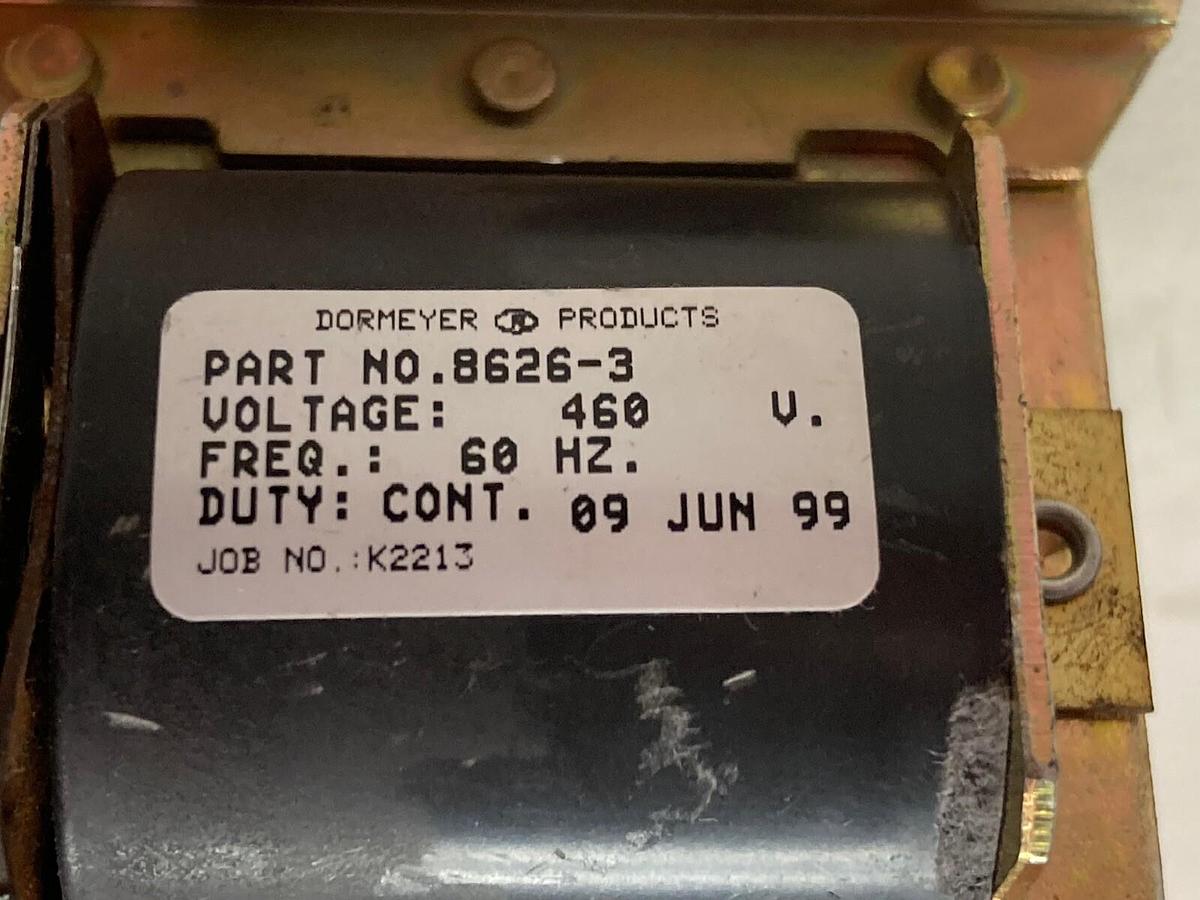 DORMEYER PRODUCTS
PART NO.8626-3
VOLTAGE: 460 V.
FREQ.: 60 HZ.
DUTY: CONT. 09 JUN 99
JOB NO.:K2213